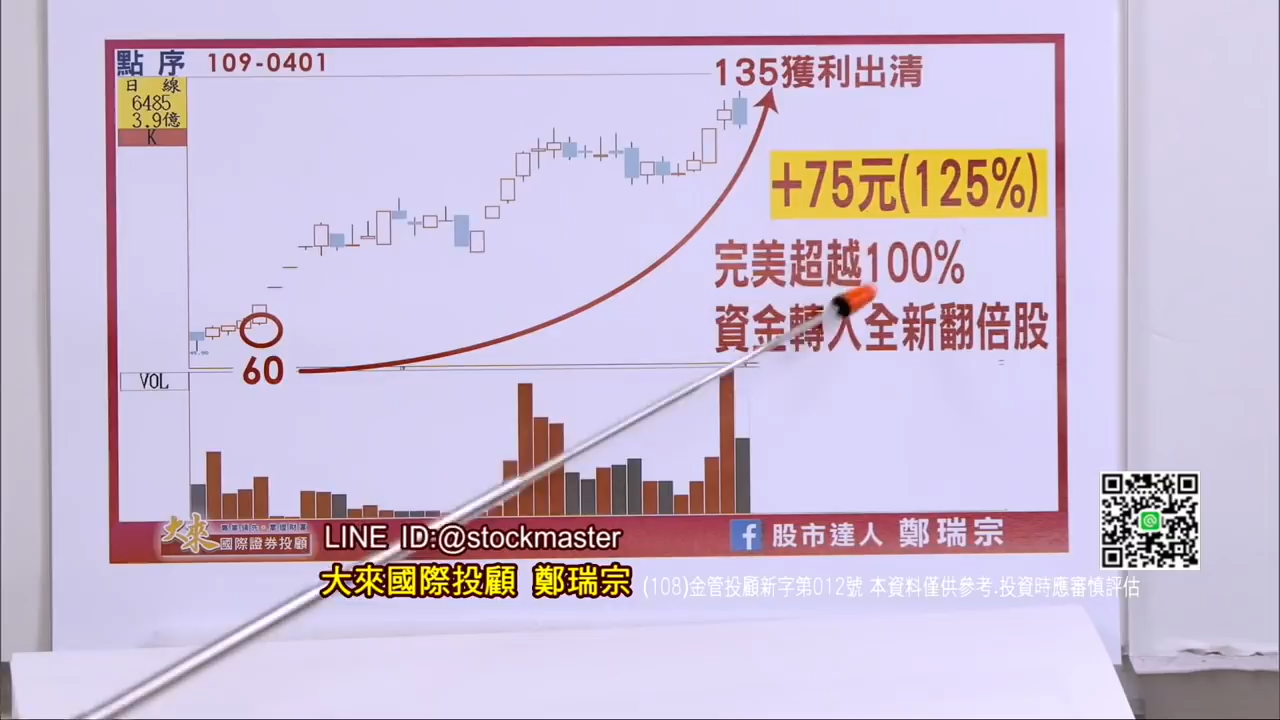 點序 109-0401
日 線
6485
3.9億
K
135獲利出清
+75元(125%)
完美超越100%
資金轉入全新翻倍股
60
VOL
大來
國際證券投顧
LINE ID:@stockmaster
f 股市達人 鄭瑞宗
大來國際投顧 鄭瑞宗 (108)金管投顧新字第012號 本資料僅供參考.投資時應審慎評估